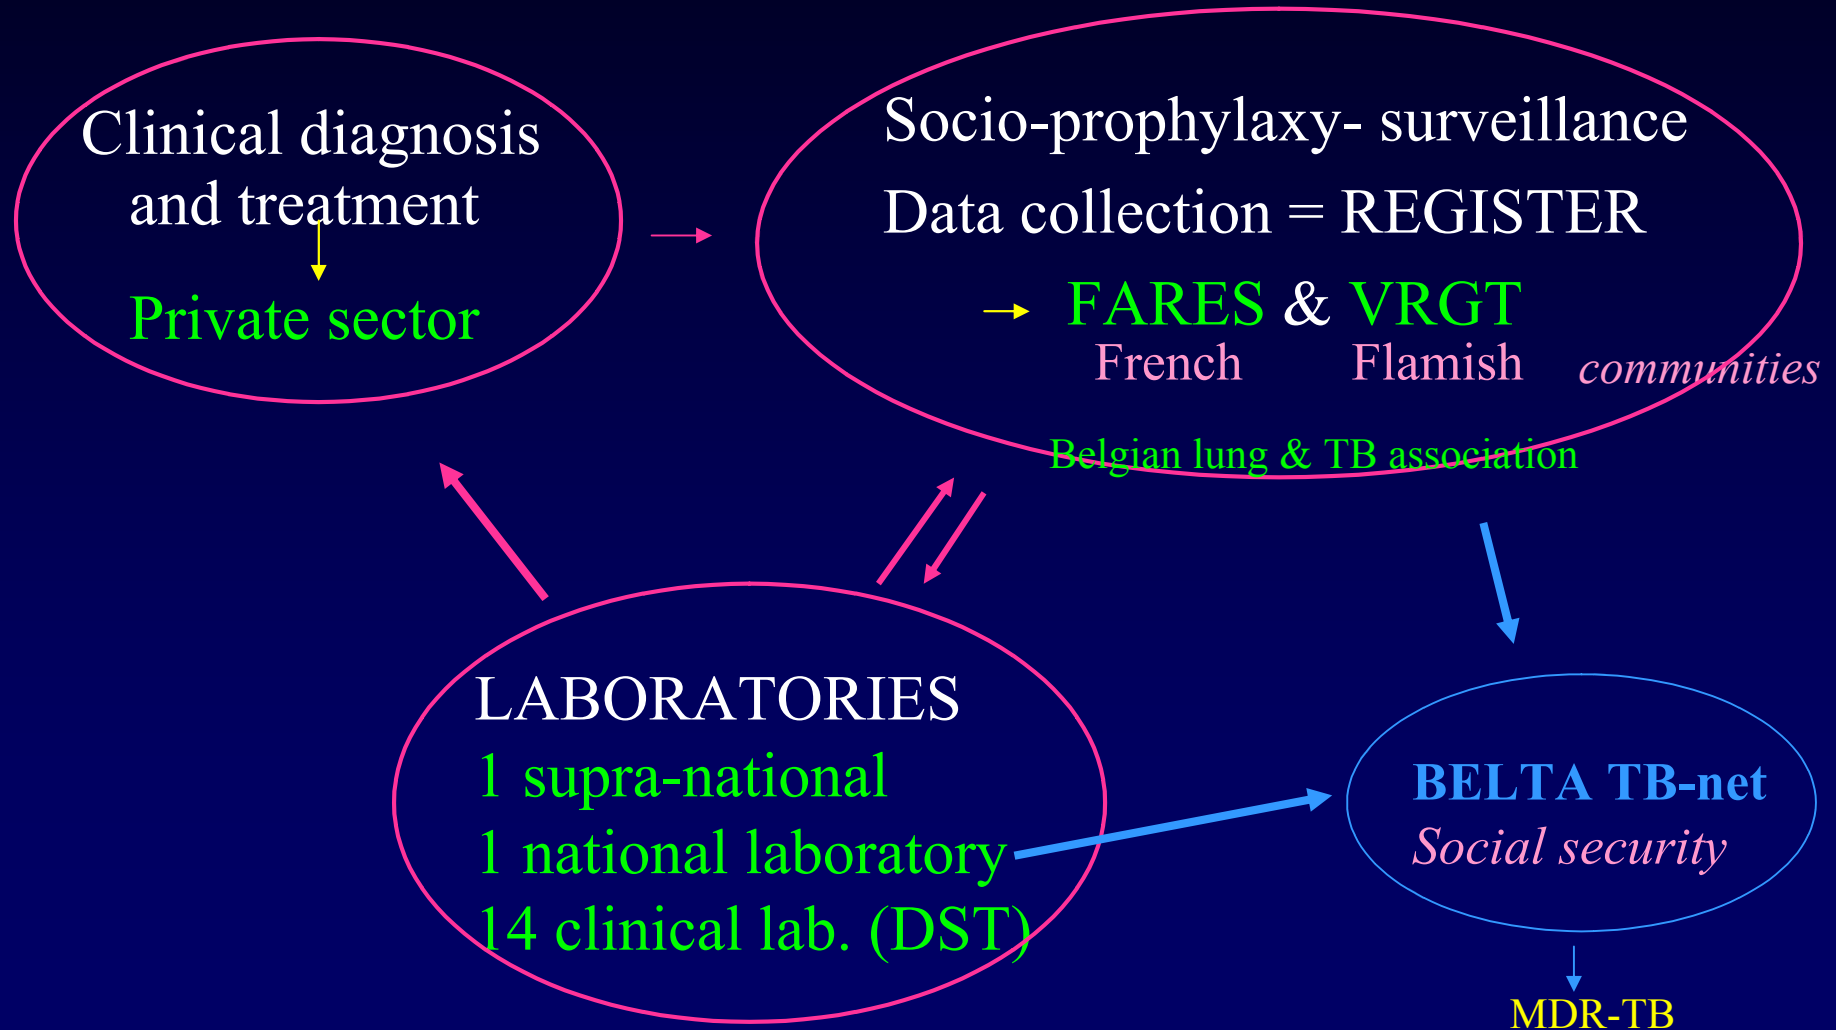 Clinical diagnosis
and treatment
Private sector
Socio-prophylaxy- surveillance
Data collection = REGISTER
FARES & VRGT
French Flamish communities
Belgian lung & TB association
LABORATORIES
1 supra-national
1 national laboratory
14 clinical lab. (DST)
BELTA TB-net
Social security
MDR-TB